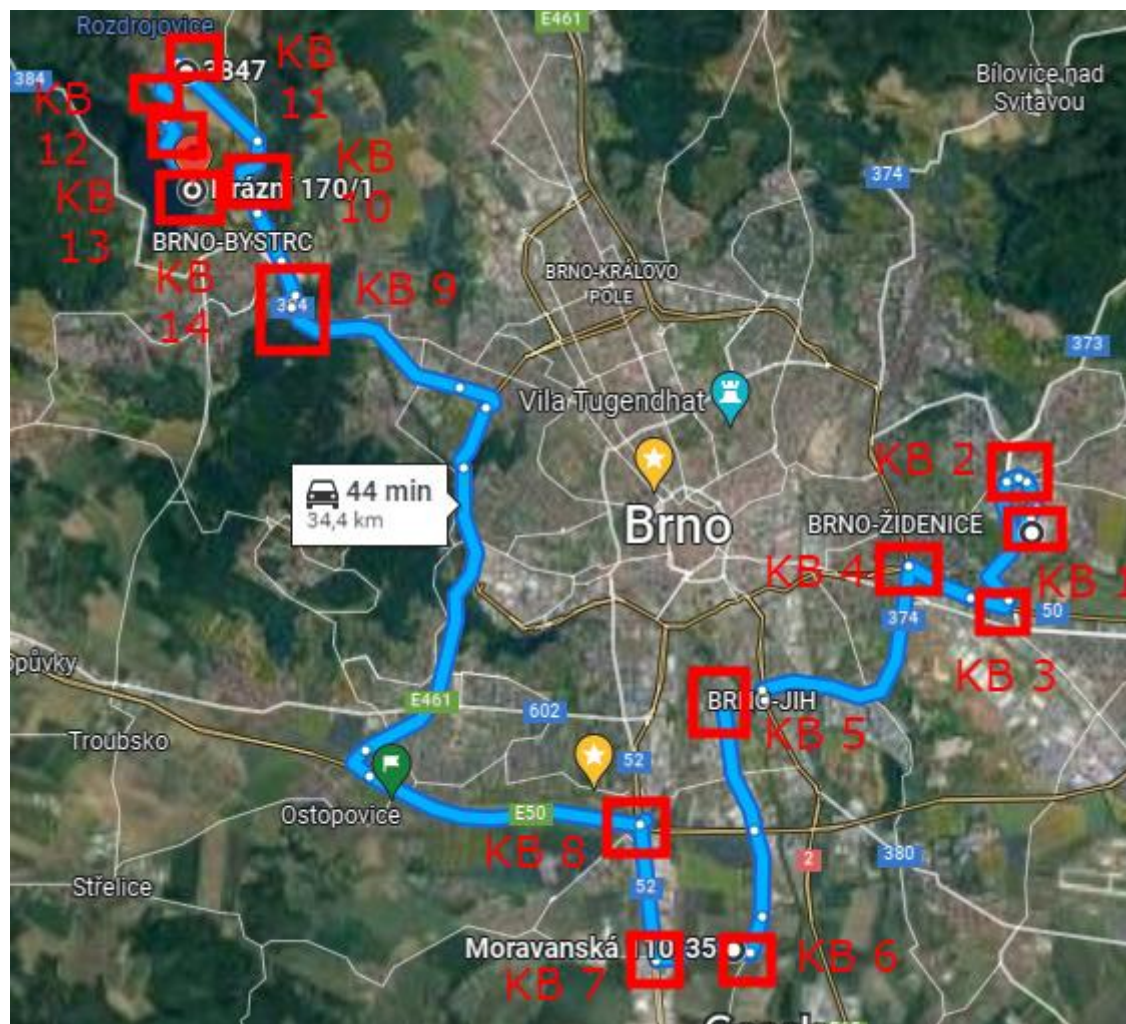 Rozdrojovice
E461
384
3847
KB
11
KB
12
Bílovice nad
Svitavou
KB
10
374
KB
13
170/1
BRNO-BYSTRC
KB
14
KB 9
BRNO-KRÁLOVO
POLE
373
Vila Tugendhat
KB 2
44 min
34,4 km
Brno
BRNO-ŽIDENICE
KB 4
KB 1
50
374
KB 3
E461
602
BRNO-JIH
KB 5
Troubsko
52
Ostopovice
E50
KB 8
2
380
Střelice
52
Moravanská
KB 6
KB 7